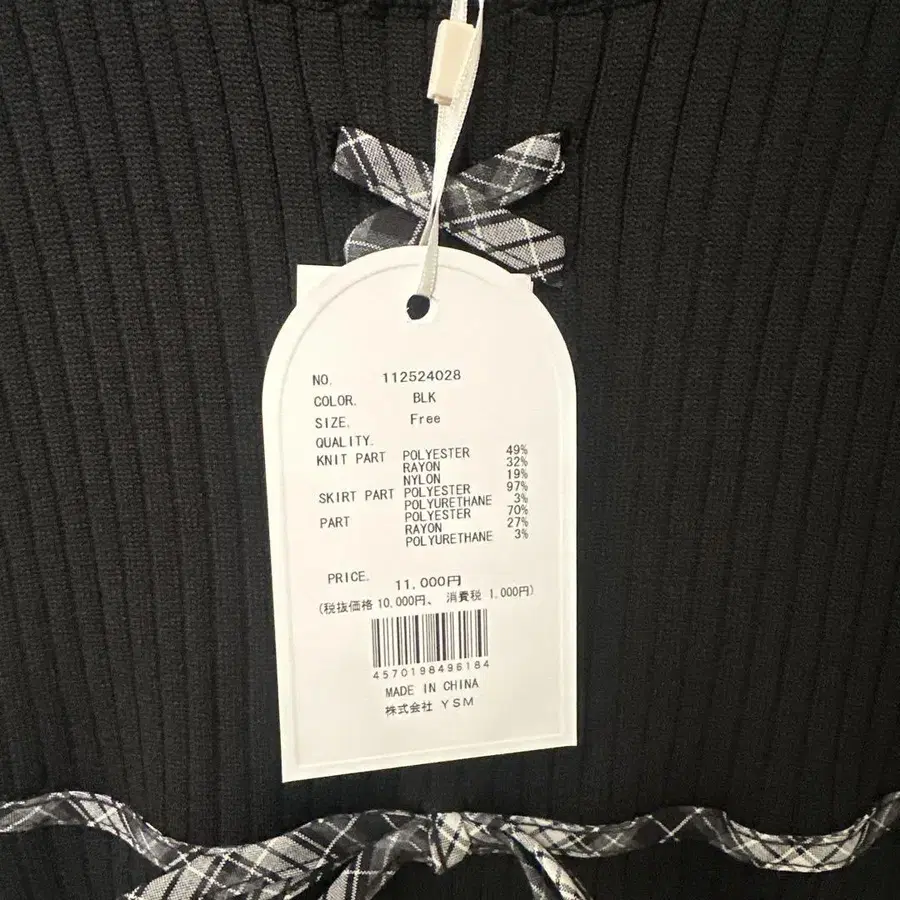 NO. 112524028
COLOR. BLK
SIZE. Free
QUALITY.
KNIT PART POLYESTER 49%
RAYON 32%
NYLON 19%
SKIRT PART POLYESTER 97%
POLYURETHANE 3%
PART POLYESTER 70%
RAYON 27%
POLYURETHANE 3%
PRICE. 11,000円
(税抜価格 10,000円、 消費税 1,000円)
4570198496184
MADE IN CHINA
株式会社 YSM